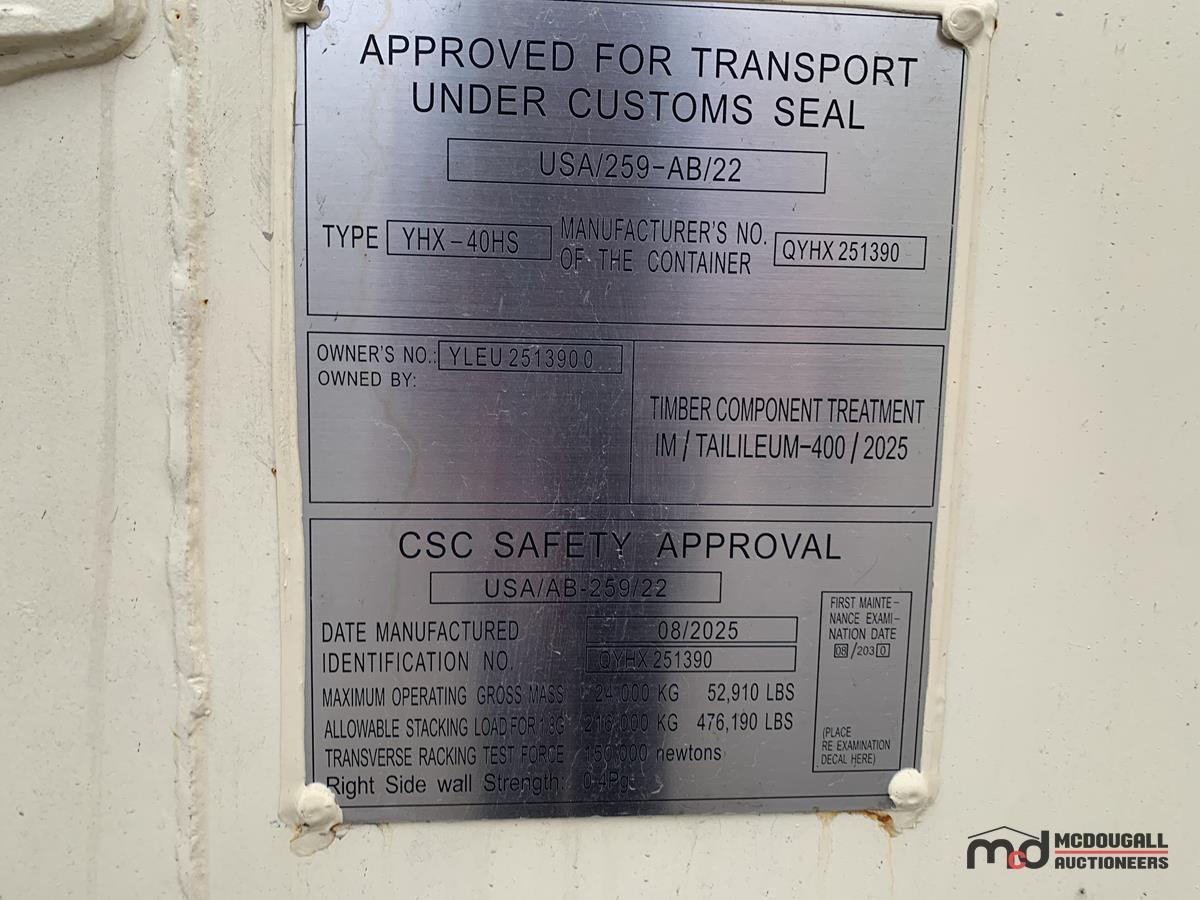 APPROVED FOR TRANSPORT
UNDER CUSTOMS SEAL
USA/259-AB/22
TYPE YHX-40HS MANUFACTURER'S NO. OF THE CONTAINER QYHX 251390
OWNER'S NO.: YLEU 251390 0
OWNED BY:
TIMBER COMPONENT TREATMENT
IM / TAILILEUM-400 / 2025
CSC SAFETY APPROVAL
USA/AB-259/22
DATE MANUFACTURED 08/2025
IDENTIFICATION NO. QYHX 251390
MAXIMUM OPERATING GROSS MASS 24,000 KG 52,910 LBS
ALLOWABLE STACKING LOAD FOR 1.8G 216,000 KG 476,190 LBS
TRANSVERSE RACKING TEST FORCE 150,000 newtons
Right Side wall Strength: 0.4Pg
FIRST MAINTE-
NANCE EXAMI-
NATION DATE
08/2030
(PLACE
RE EXAMINATION
DECAL HERE)
mcd MCDOUGALL
AUCTIONEERS